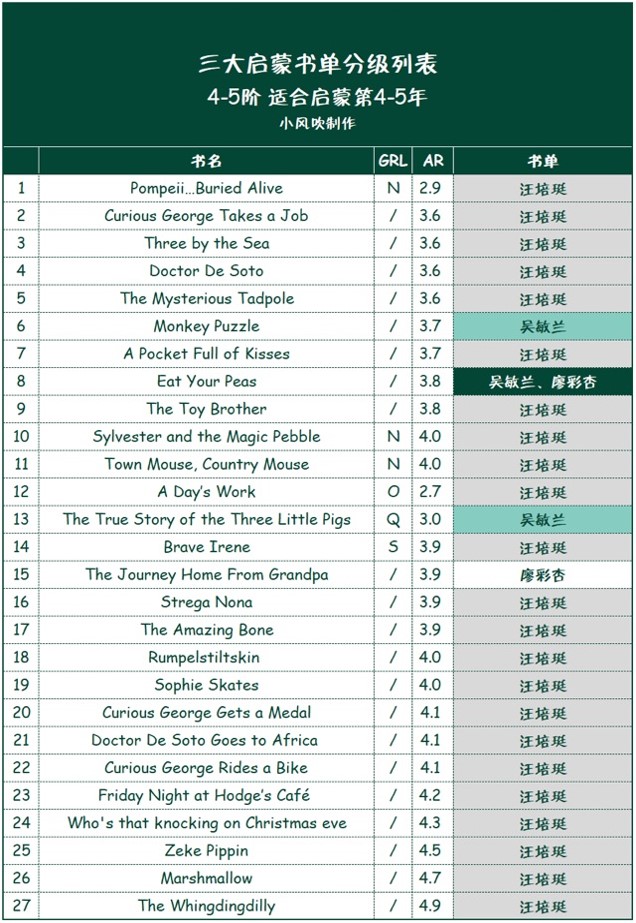 三大启蒙书单分级列表
4-5阶 适合启蒙第4-5年
小风吹制作
书名 GRL AR 书单
1 Pompeii...Buried Alive N 2.9 汪培珽
2 Curious George Takes a Job / 3.6 汪培珽
3 Three by the Sea / 3.6 汪培珽
4 Doctor De Soto / 3.6 汪培珽
5 The Mysterious Tadpole / 3.6 汪培珽
6 Monkey Puzzle / 3.7 吴敏兰
7 A Pocket Full of Kisses / 3.7 汪培珽
8 Eat Your Peas / 3.8 吴敏兰、廖彩杏
9 The Toy Brother / 3.8 汪培珽
10 Sylvester and the Magic Pebble N 4.0 汪培珽
11 Town Mouse, Country Mouse N 4.0 汪培珽
12 A Day's Work O 2.7 汪培珽
13 The True Story of the Three Little Pigs Q 3.0 吴敏兰
14 Brave Irene S 3.9 汪培珽
15 The Journey Home From Grandpa / 3.9 廖彩杏
16 Strega Nona / 3.9 汪培珽
17 The Amazing Bone / 3.9 汪培珽
18 Rumpelstiltskin / 4.0 汪培珽
19 Sophie Skates / 4.0 汪培珽
20 Curious George Gets a Medal / 4.1 汪培珽
21 Doctor De Soto Goes to Africa / 4.1 汪培珽
22 Curious George Rides a Bike / 4.1 汪培珽
23 Friday Night at Hodge's Café / 4.2 汪培珽
24 Who's that knocking on Christmas eve / 4.3 汪培珽
25 Zeke Pippin / 4.5 汪培珽
26 Marshmallow / 4.7 汪培珽
27 The Whingdingdilly / 4.9 汪培珽